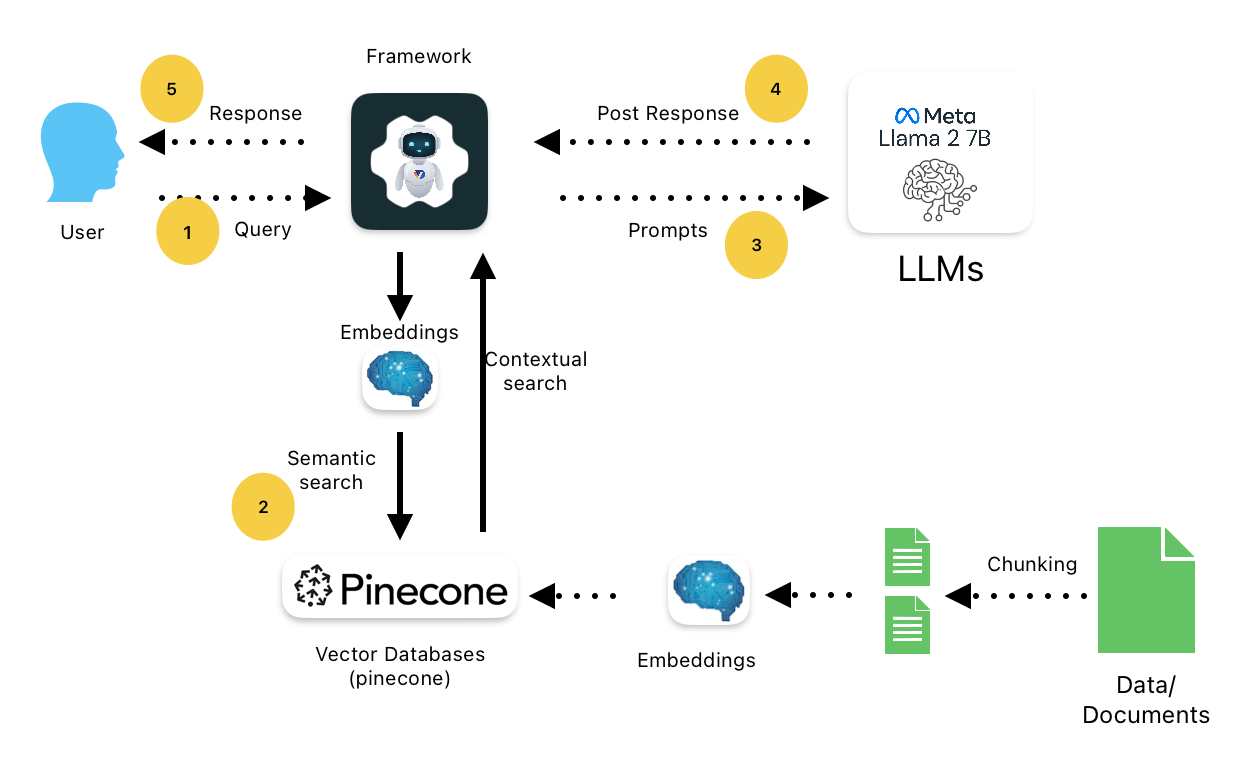 Framework
5
Response
4
Post Response
Meta
Llama 2 7B
User
1
Query
Prompts
3
LLMs
Embeddings
Contextual
search
Semantic
search
2
Pinecone
Chunking
Vector Databases
(pinecone)
Embeddings
Data/
Documents